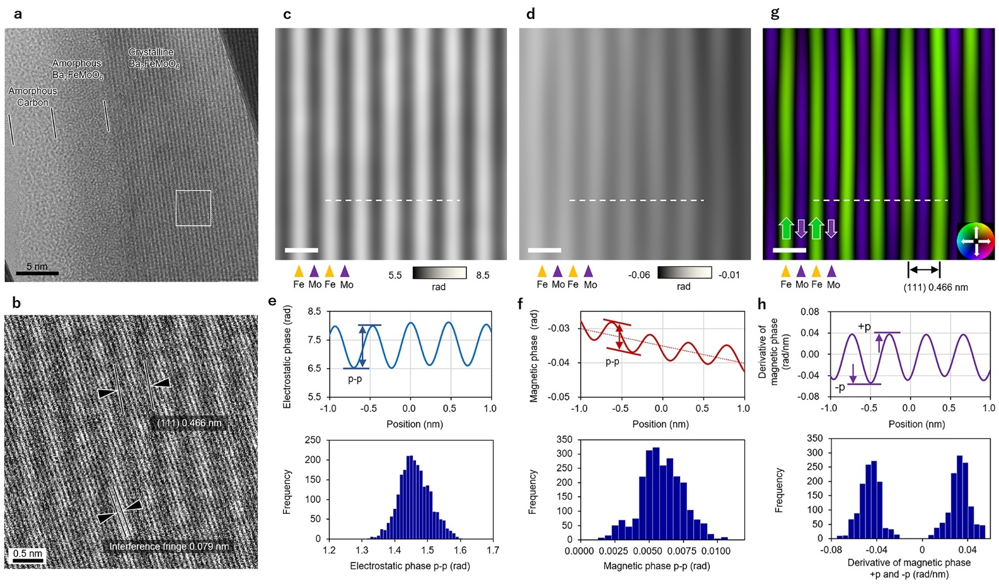 a
Amorphous
Carbon
Amorphous
Ba₂FeMoO₆
Crystalline
Ba₂FeMoO₆
5 nm
b
(111) 0.466 nm
Interference fringe 0.079 nm
0.5 nm
c
Fe Mo Fe Mo
5.5 8.5
rad
d
Fe Mo Fe Mo
-0.06 -0.01
rad
g
Fe Mo Fe Mo
(111) 0.466 nm
e
Electrostatic phase (rad)
8.5
7.5
6.5
5.5
p-p
-1.0 -0.5 0.0 0.5 1.0
Position (nm)
Frequency
250
200
150
100
50
0
1.2 1.3 1.4 1.5 1.6 1.7
Electrostatic phase p-p (rad)
f
Magnetic phase (rad)
-0.03
-0.04
-0.05
p-p
-1.0 -0.5 0.0 0.5 1.0
Position (nm)
Frequency
350
300
250
200
150
100
50
0
0.0000 0.0025 0.0050 0.0075 0.0100
Magnetic phase p-p (rad)
h
Derivative of
magnetic phase
(rad/nm)
0.08
0.04
0.00
-0.04
-0.08
+p
-p
-1.0 -0.5 0.0 0.5 1.0
Position (nm)
Frequency
350
300
250
200
150
100
50
0
-0.08 -0.04 0 0.04
Derivative of magnetic phase
+p and -p (rad/nm)